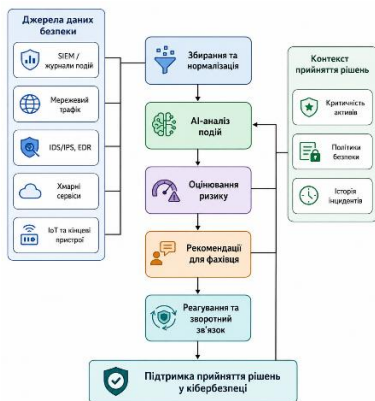 Джерела даних
безпеки
SIEM /
журнали подій
Мережевий
трафік
IDS/IPS, EDR
Хмарні
сервіси
IoT та кінцеві
пристрої
Збирання та
нормалізація
AI-аналіз
подій
Оцінювання
ризику
Рекомендації
для фахівця
Реагування та
зворотний
зв'язок
Підтримка прийняття рішень
у кібербезпеці
Контекст
прийняття рішень
Критичність
активів
Політики
безпеки
Історія
інцидентів